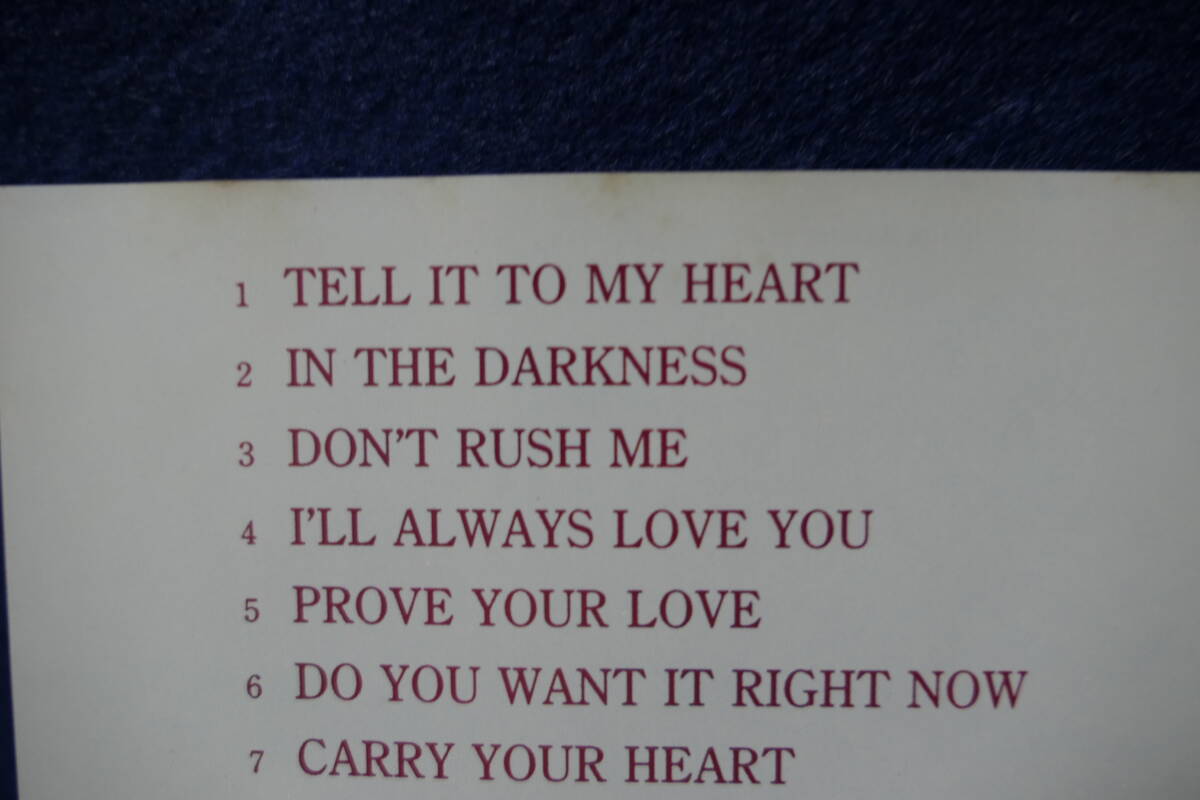 1 TELL IT TO MY HEART
2 IN THE DARKNESS
3 DON'T RUSH ME
4 I'LL ALWAYS LOVE YOU
5 PROVE YOUR LOVE
6 DO YOU WANT IT RIGHT NOW
7 CARRY YOUR HEART